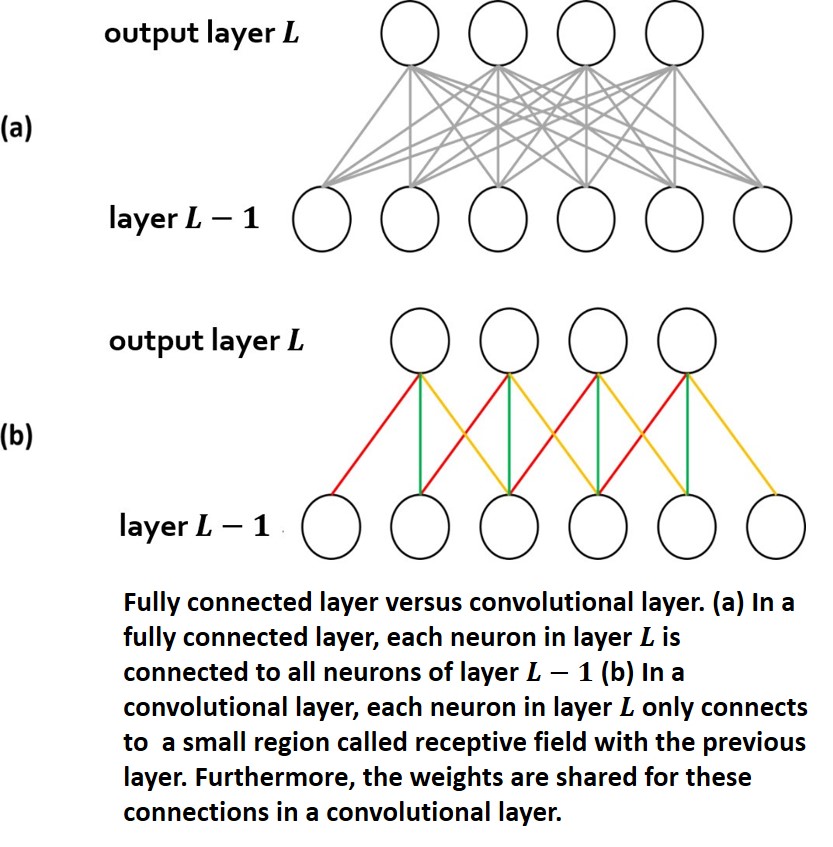 output layer L
(a)
layer L − 1
output layer L
(b)
layer L − 1
Fully connected layer versus convolutional layer. (a) In a
fully connected layer, each neuron in layer L is
connected to all neurons of layer L − 1 (b) In a
convolutional layer, each neuron in layer L only connects
to a small region called receptive field with the previous
layer. Furthermore, the weights are shared for these
connections in a convolutional layer.